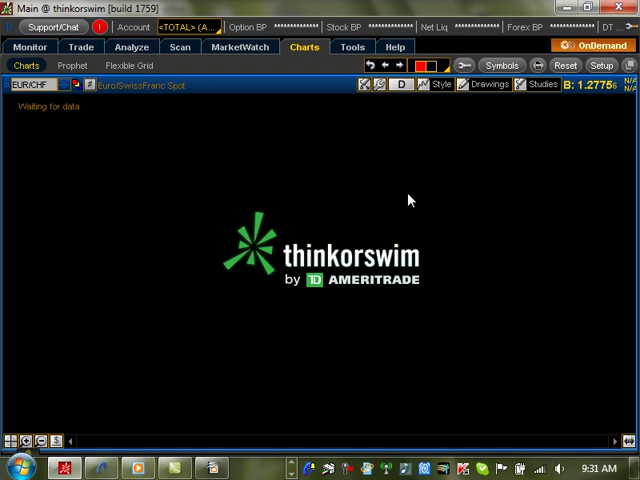 Main @ thinkorswim [build 1759]
Support/Chat ! Account <TOTAL> (A... Option BP ************** Stock BP ************** Net Liq ************** Forex BP ************** DT ...
Monitor Trade Analyze Scan MarketWatch Charts Tools Help OnDemand
Charts Prophet Flexible Grid Symbols Reset Setup
EUR/CHF # Euro/SwissFranc Spot D Style Drawings Studies B: 1.27756 N/A
N/A
Waiting for data
thinkorswim
by TD AMERITRADE
$
9:31 AM